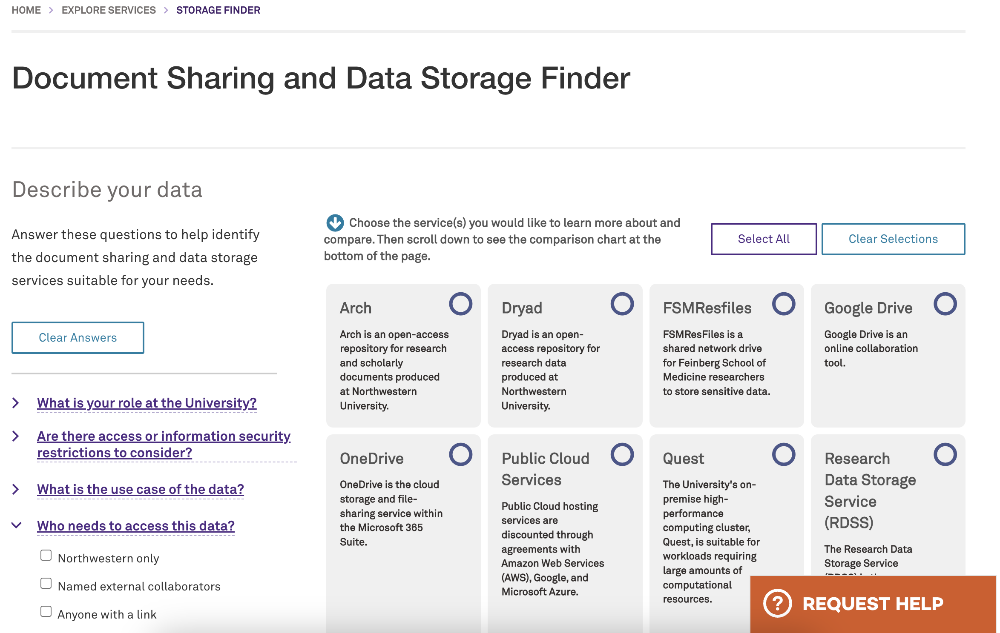 HOME > EXPLORE SERVICES > STORAGE FINDER
Document Sharing and Data Storage Finder
Describe your data
Answer these questions to help identify
the document sharing and data storage
services suitable for your needs.
Clear Answers
What is your role at the University?
Are there access or information security
restrictions to consider?
What is the use case of the data?
Who needs to access this data?
Northwestern only
Named external collaborators
Anyone with a link
Choose the service(s) you would like to learn more about and
compare. Then scroll down to see the comparison chart at the
bottom of the page.
Select All
Clear Selections
Arch
Arch is an open-access
repository for research
and scholarly
documents produced
at Northwestern
University.
Dryad
Dryad is an open-
access repository for
research data
produced at
Northwestern
University.
FSMResfiles
FSMResFiles is a
shared network drive
for Feinberg School of
Medicine researchers
to store sensitive data.
Google Drive
Google Drive is an
online collaboration
tool.
OneDrive
OneDrive is the cloud
storage and file-
sharing service within
the Microsoft 365
Suite.
Public Cloud
Services
Public Cloud hosting
services are
discounted through
agreements with
Amazon Web Services
(AWS), Google, and
Microsoft Azure.
Quest
The University's on-
premise high-
performance
computing cluster,
Quest, is suitable for
workloads requiring
large amounts of
computational
resources.
Research
Data Storage
Service
(RDSS)
The Research Data
Storage Service
REQUEST HELP